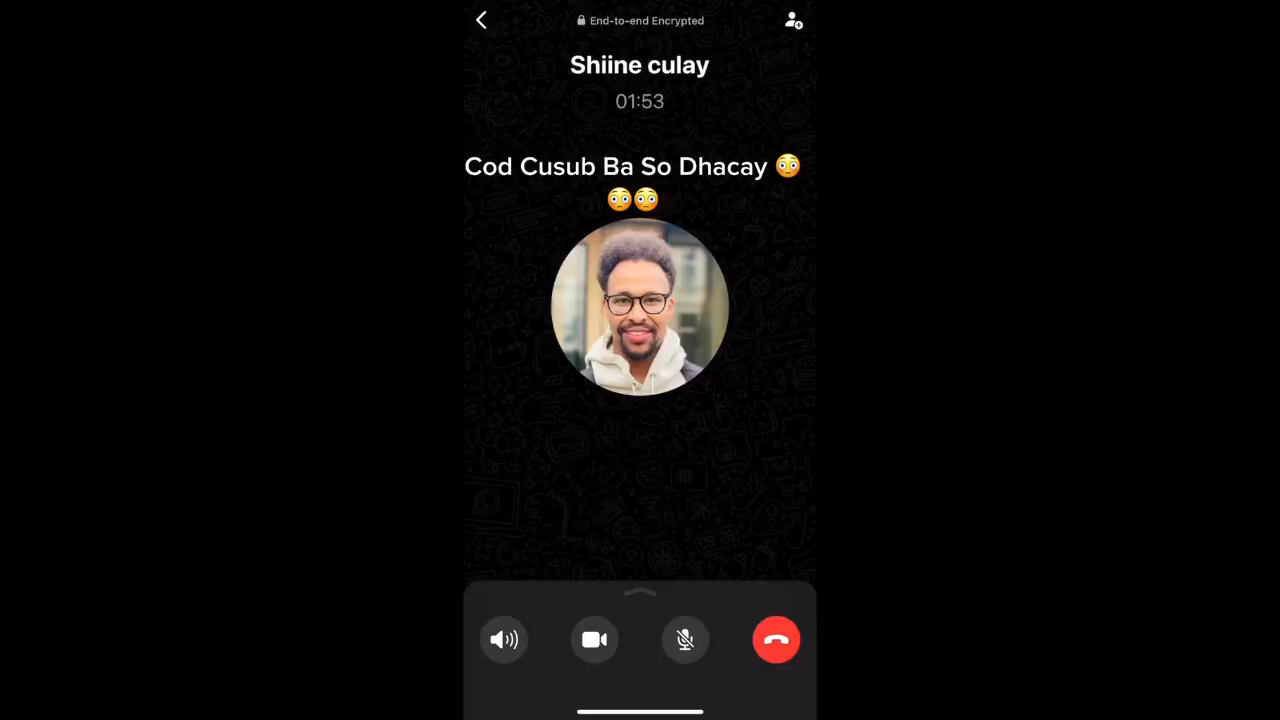 End-to-end Encrypted
Shiine culay
01:53
Cod Cusub Ba So Dhacay 😳
😳😳